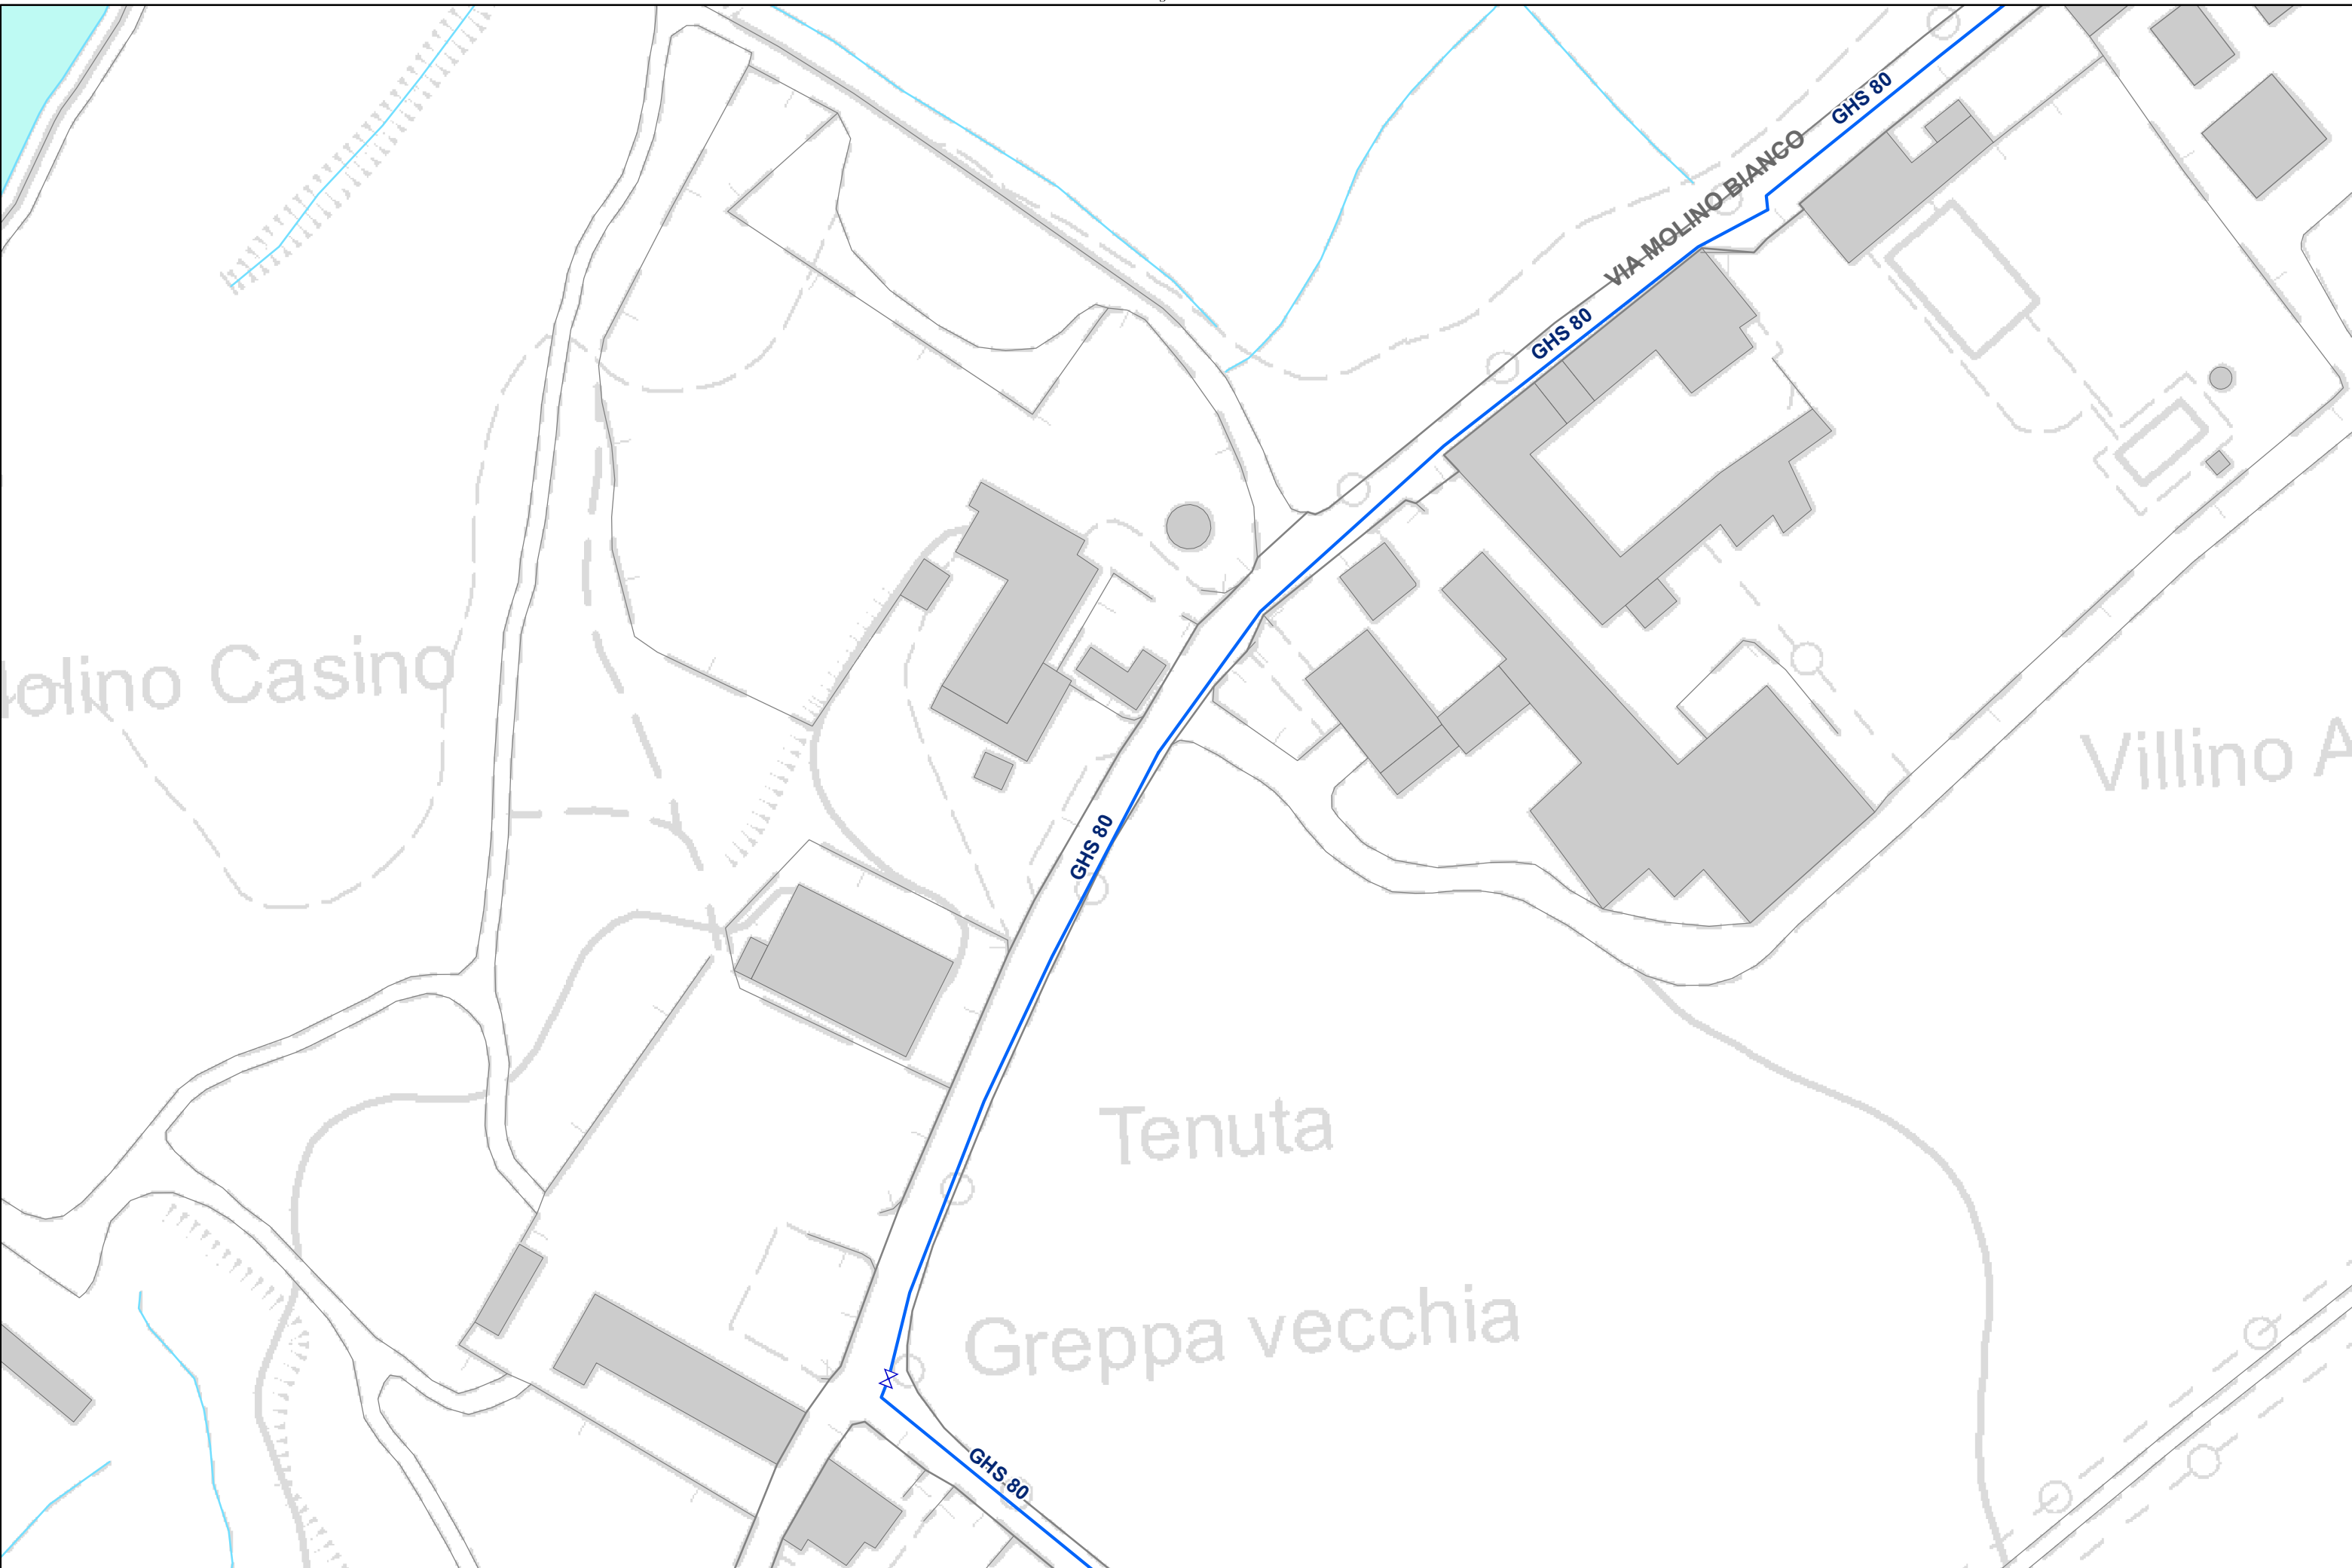 GHS 80
VIA MOLINO BIANCO
GHS 80
olino Casino
Villino A
GHS 80
Tenuta
Greppa vecchia
GHS 80